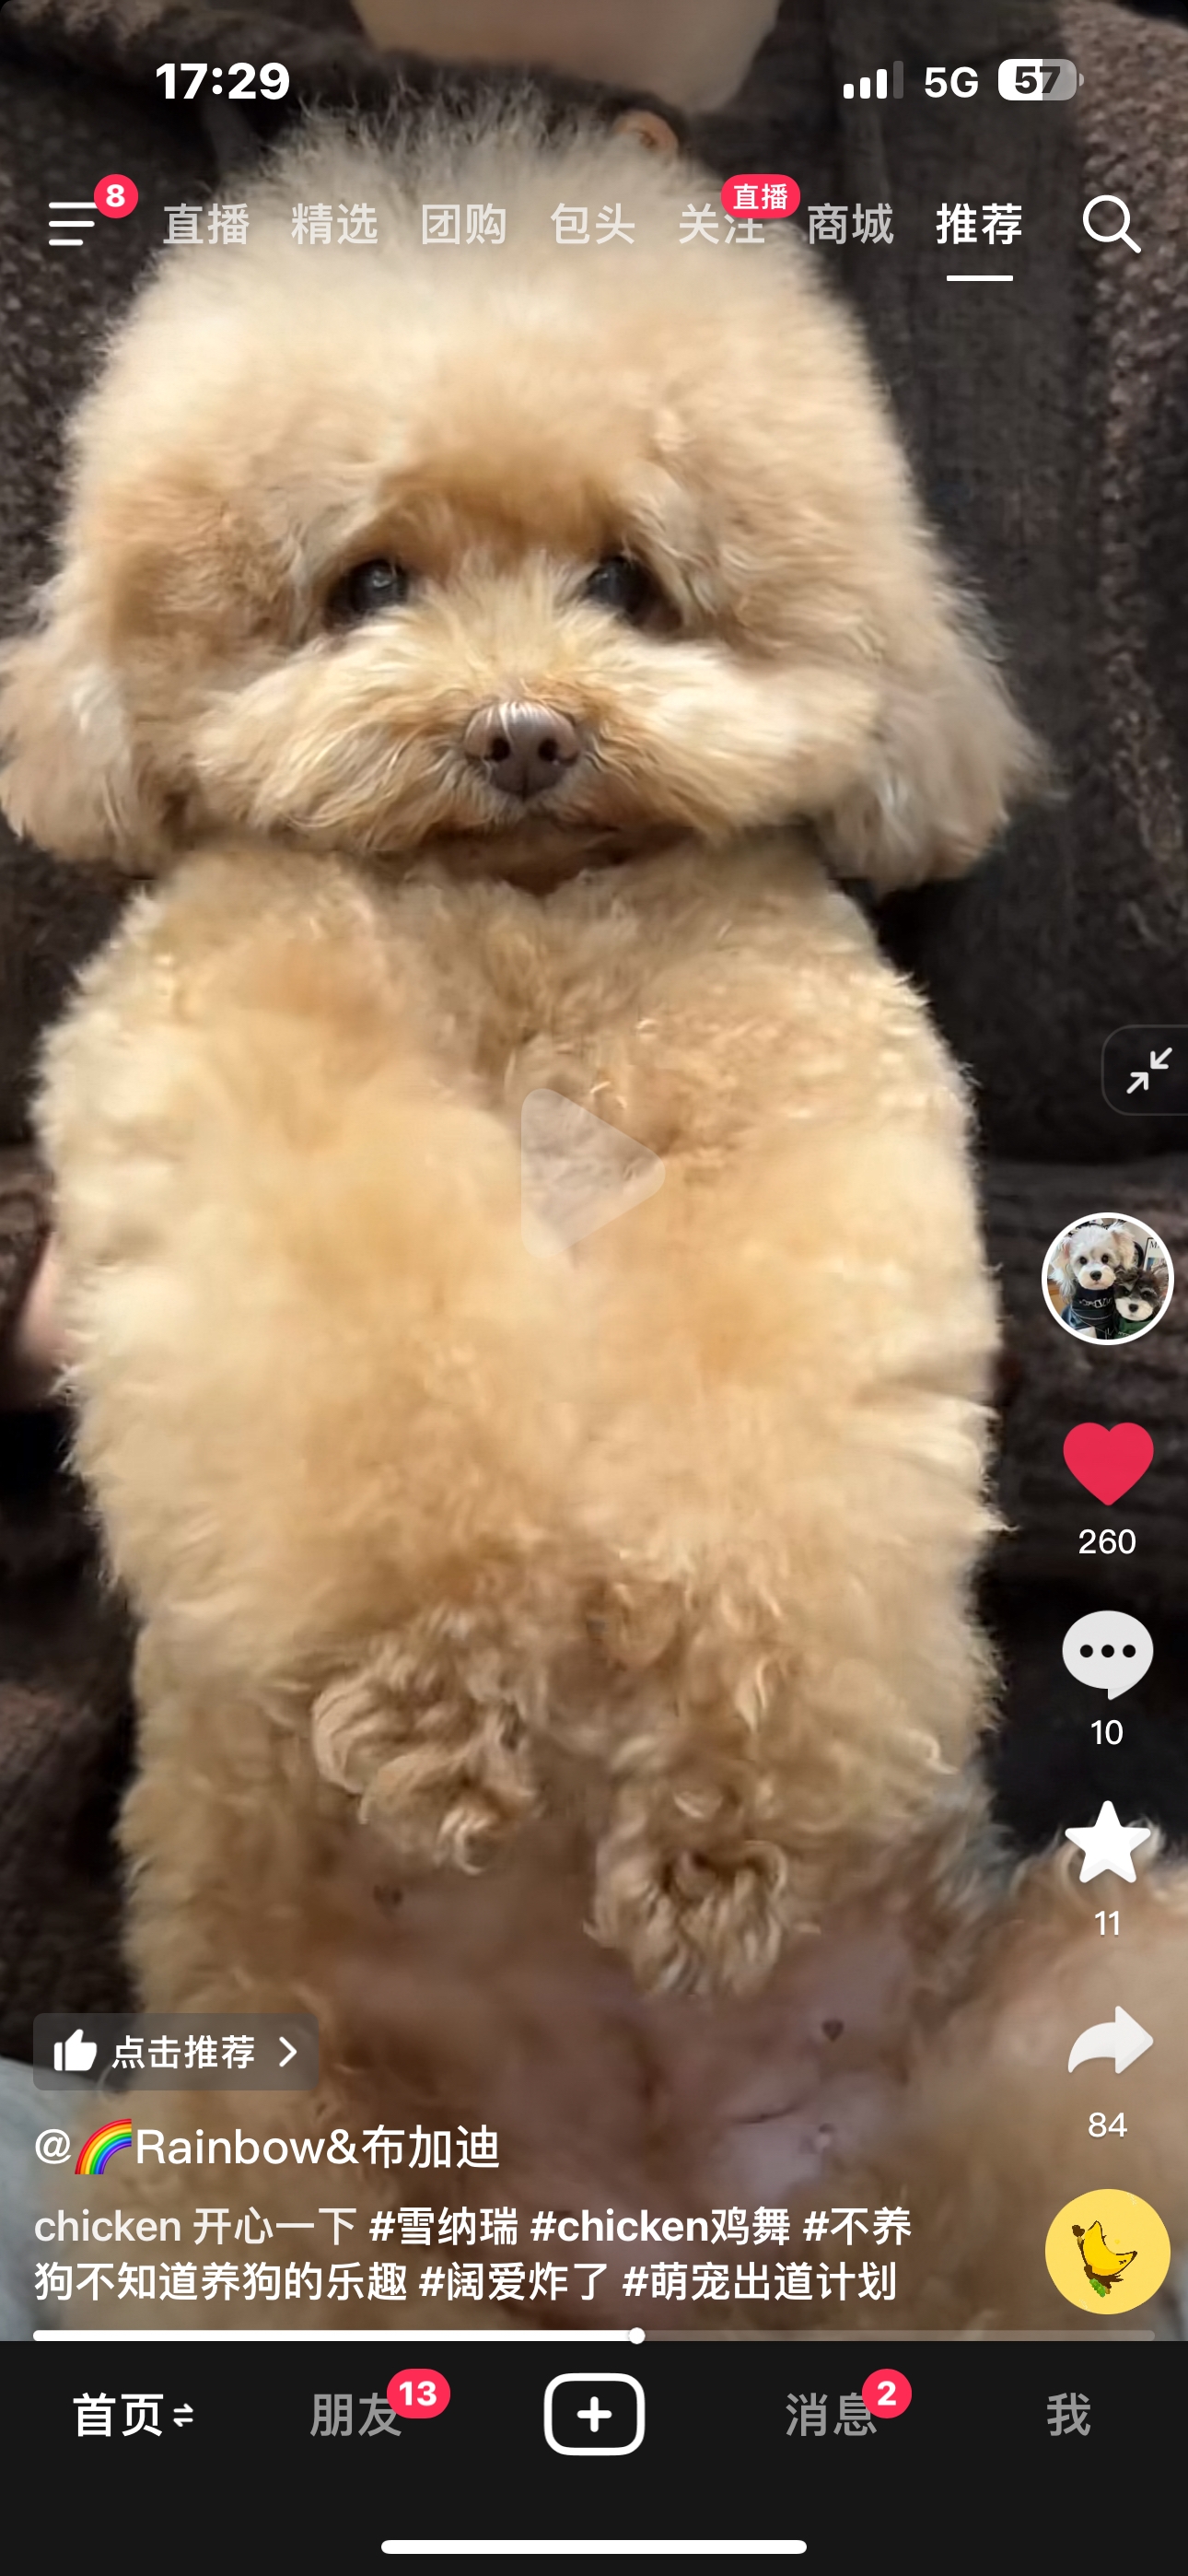 17:29
5G
57
8
直播
精选
团购
包头
关注
直播
商城
推荐
260
10
11
84
点击推荐
@🌈Rainbow&布加迪
chicken 开心一下 #雪纳瑞 #chicken鸡舞 #不养
狗不知道养狗的乐趣 #阔爱炸了 #萌宠出道计划
首页
朋友
13
消息
2
我